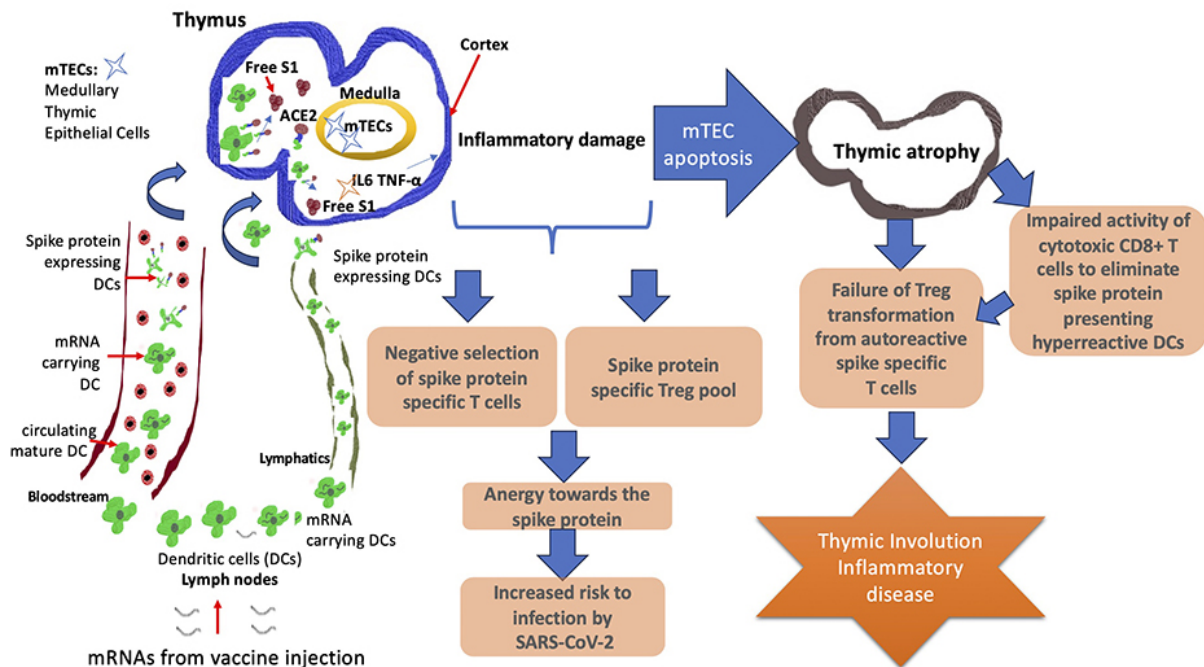 Thymus
mTECs:
Medullary
Thymic
Epithelial Cells
Free S1
ACE2
Medulla
mTECs
Cortex
IL6 TNF-α
Free S1
Inflammatory damage
mTEC
apoptosis
Thymic atrophy
Spike protein
expressing
DCs
mRNA
carrying
DC
circulating
mature DC
Bloodstream
Spike protein
expressing DCs
Lymphatics
mRNA
carrying DCs
Dendritic cells (DCs)
Lymph nodes
mRNAs from vaccine injection
Negative selection
of spike protein
specific T cells
Spike protein
specific Treg pool
Anergy towards the
spike protein
Increased risk to
infection by
SARS-CoV-2
Impaired activity of
cytotoxic CD8+ T
cells to eliminate
spike protein
presenting
hyperreactive DCs
Failure of Treg
transformation
from autoreactive
spike specific
T cells
Thymic Involution
Inflammatory
disease